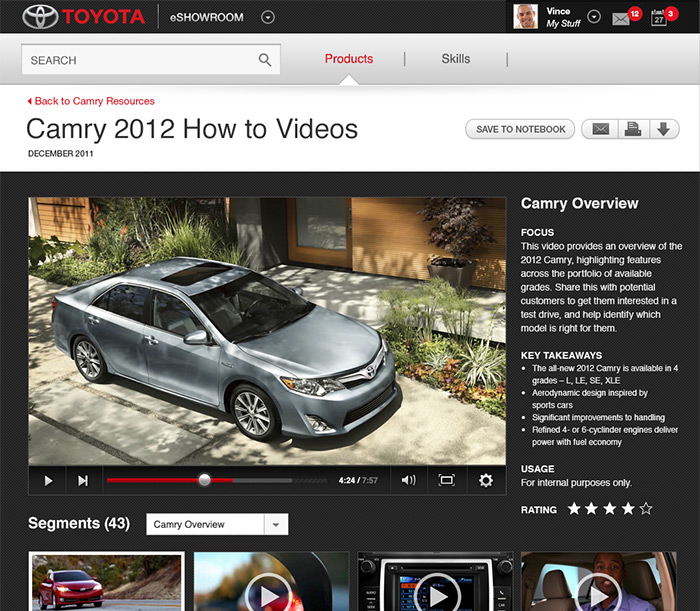 TOYOTA
eSHOWROOM
Vince
My Stuff
12
27
3
SEARCH
Products
Skills
Back to Camry Resources
Camry 2012 How to Videos
DECEMBER 2011
SAVE TO NOTEBOOK
Camry Overview
FOCUS
This video provides an overview of the
2012 Camry, highlighting features
across the portfolio of available
grades. Share this with potential
customers to get them interested in a
test drive, and help identify which
model is right for them.
KEY TAKEAWAYS
• The all-new 2012 Camry is available in 4
grades – L, LE, SE, XLE
• Aerodynamic design inspired by
sports cars
• Significant improvements to handling
• Refined 4- or 6-cylinder engines deliver
power with fuel economy
USAGE
For internal purposes only.
RATING
4:24 / 7:57
Segments (43)
Camry Overview
AUDIO